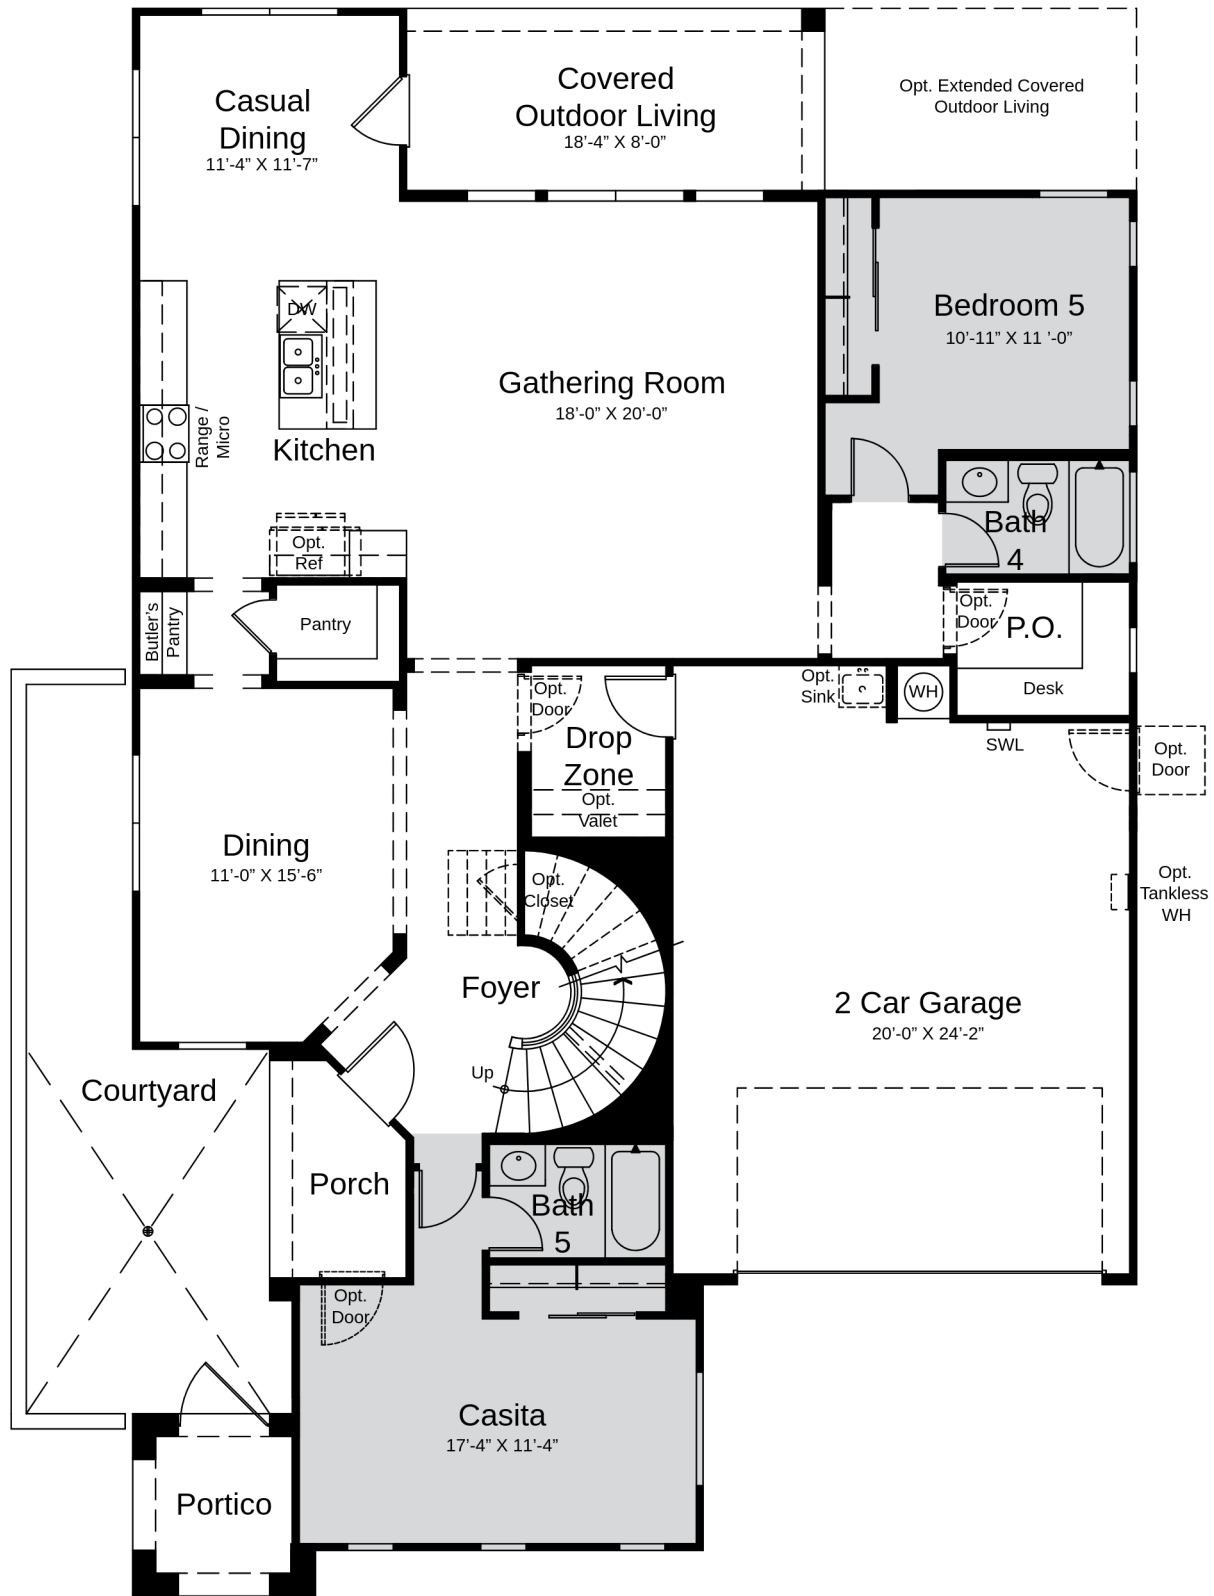 Casual
Dining
11’-4” X 11’-7”
Covered
Outdoor Living
18’-4” X 8’-0”
Opt. Extended Covered
Outdoor Living
DW
Range /
Micro
Kitchen
Gathering Room
18’-0” X 20’-0”
Bedroom 5
10’-11” X 11 ’-0”
Bath
4
Opt.
Ref
Butler’s
Pantry
Pantry
Opt.
Door
P.O.
Desk
Opt.
Door
Drop
Zone
Opt.
Valet
Opt.
Sink
WH
SWL
Opt.
Door
Dining
11’-0” X 15’-6”
Opt.
Closet
Opt.
Tankless
WH
Foyer
Up
2 Car Garage
20’-0” X 24’-2”
Courtyard
Porch
Bath
5
Opt.
Door
Casita
17’-4” X 11’-4”
Portico